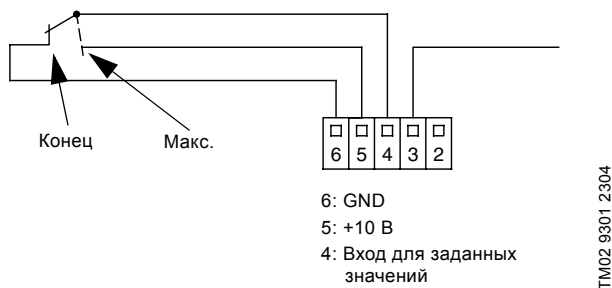 Конец
Макс.
6 5 4 3 2
6: GND
5: +10 В
4: Вход для заданных
значений
TM02 9301 2304